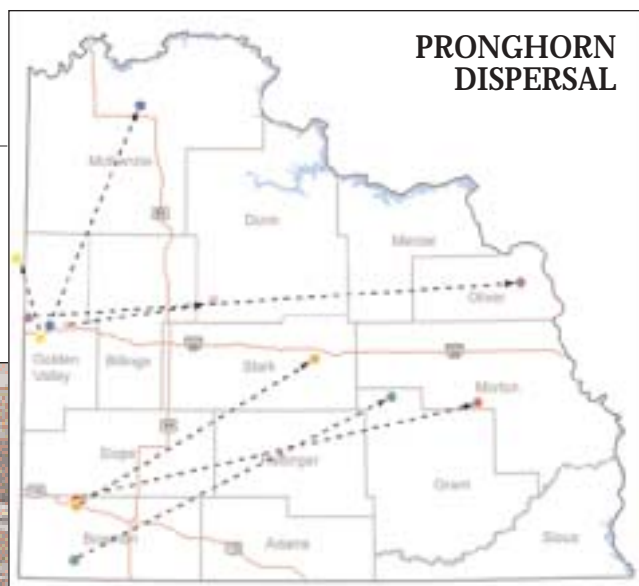 PRONGHORN
DISPERSAL
McKenzie
Dunn
Mercer
Oliver
Golden
Valley
Billings
Stark
Morton
Slope
Hettinger
Grant
Bowman
Adams
Sioux